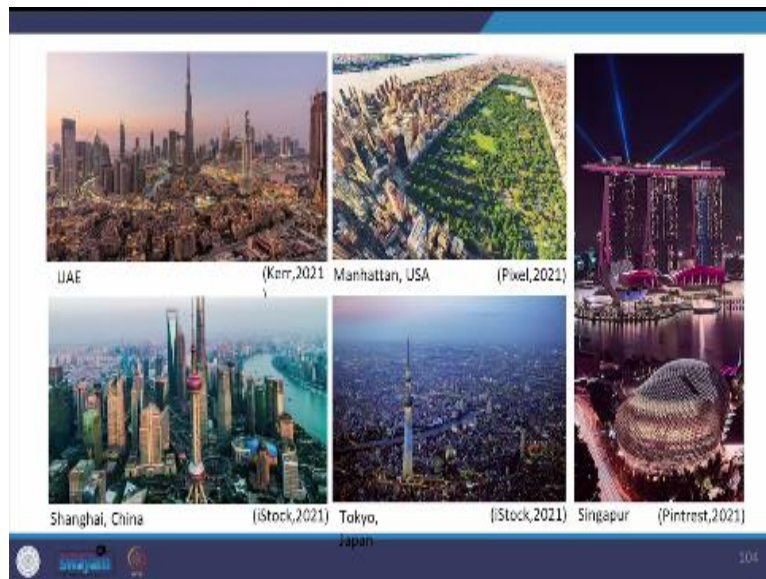 UAE (Kerr,2021
)
Manhattan, USA (Pixel,2021)
Shanghai, China (iStock,2021)
Tokyo, (iStock,2021)
Japan
Singapur (Pintrest,2021)
swayam
104